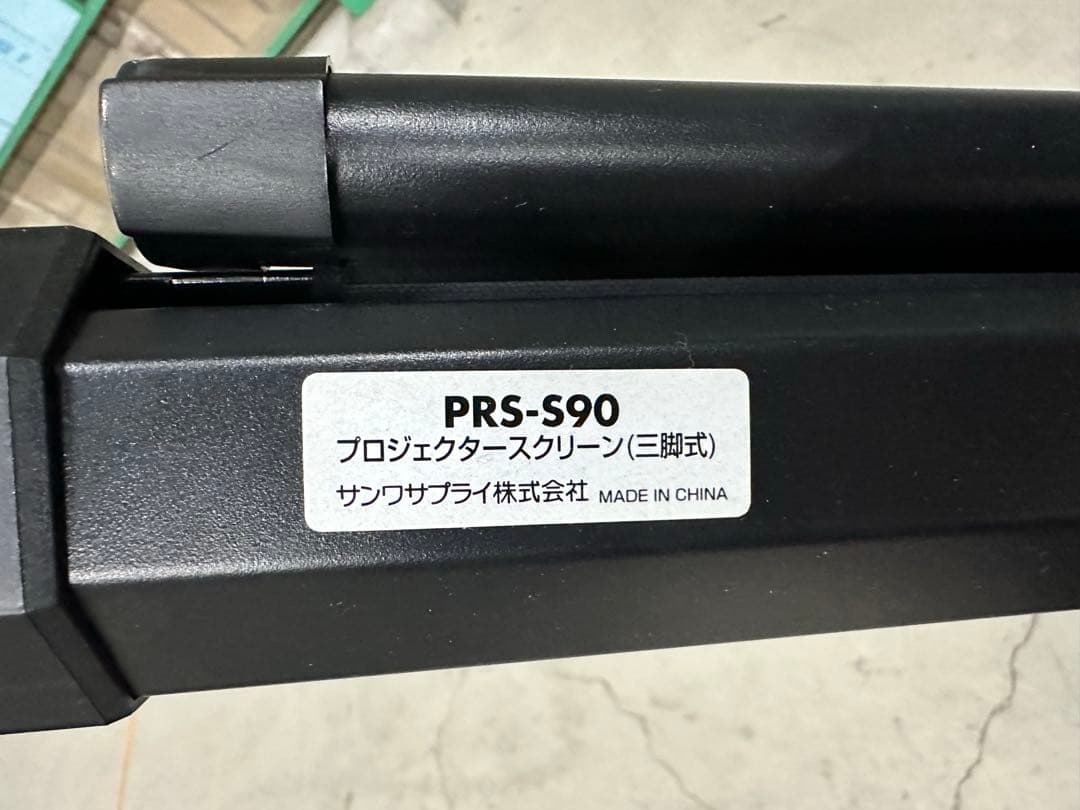 PRS-S90
プロジェクタースクリーン(三脚式)
サンワサプライ株式会社 MADE IN CHINA